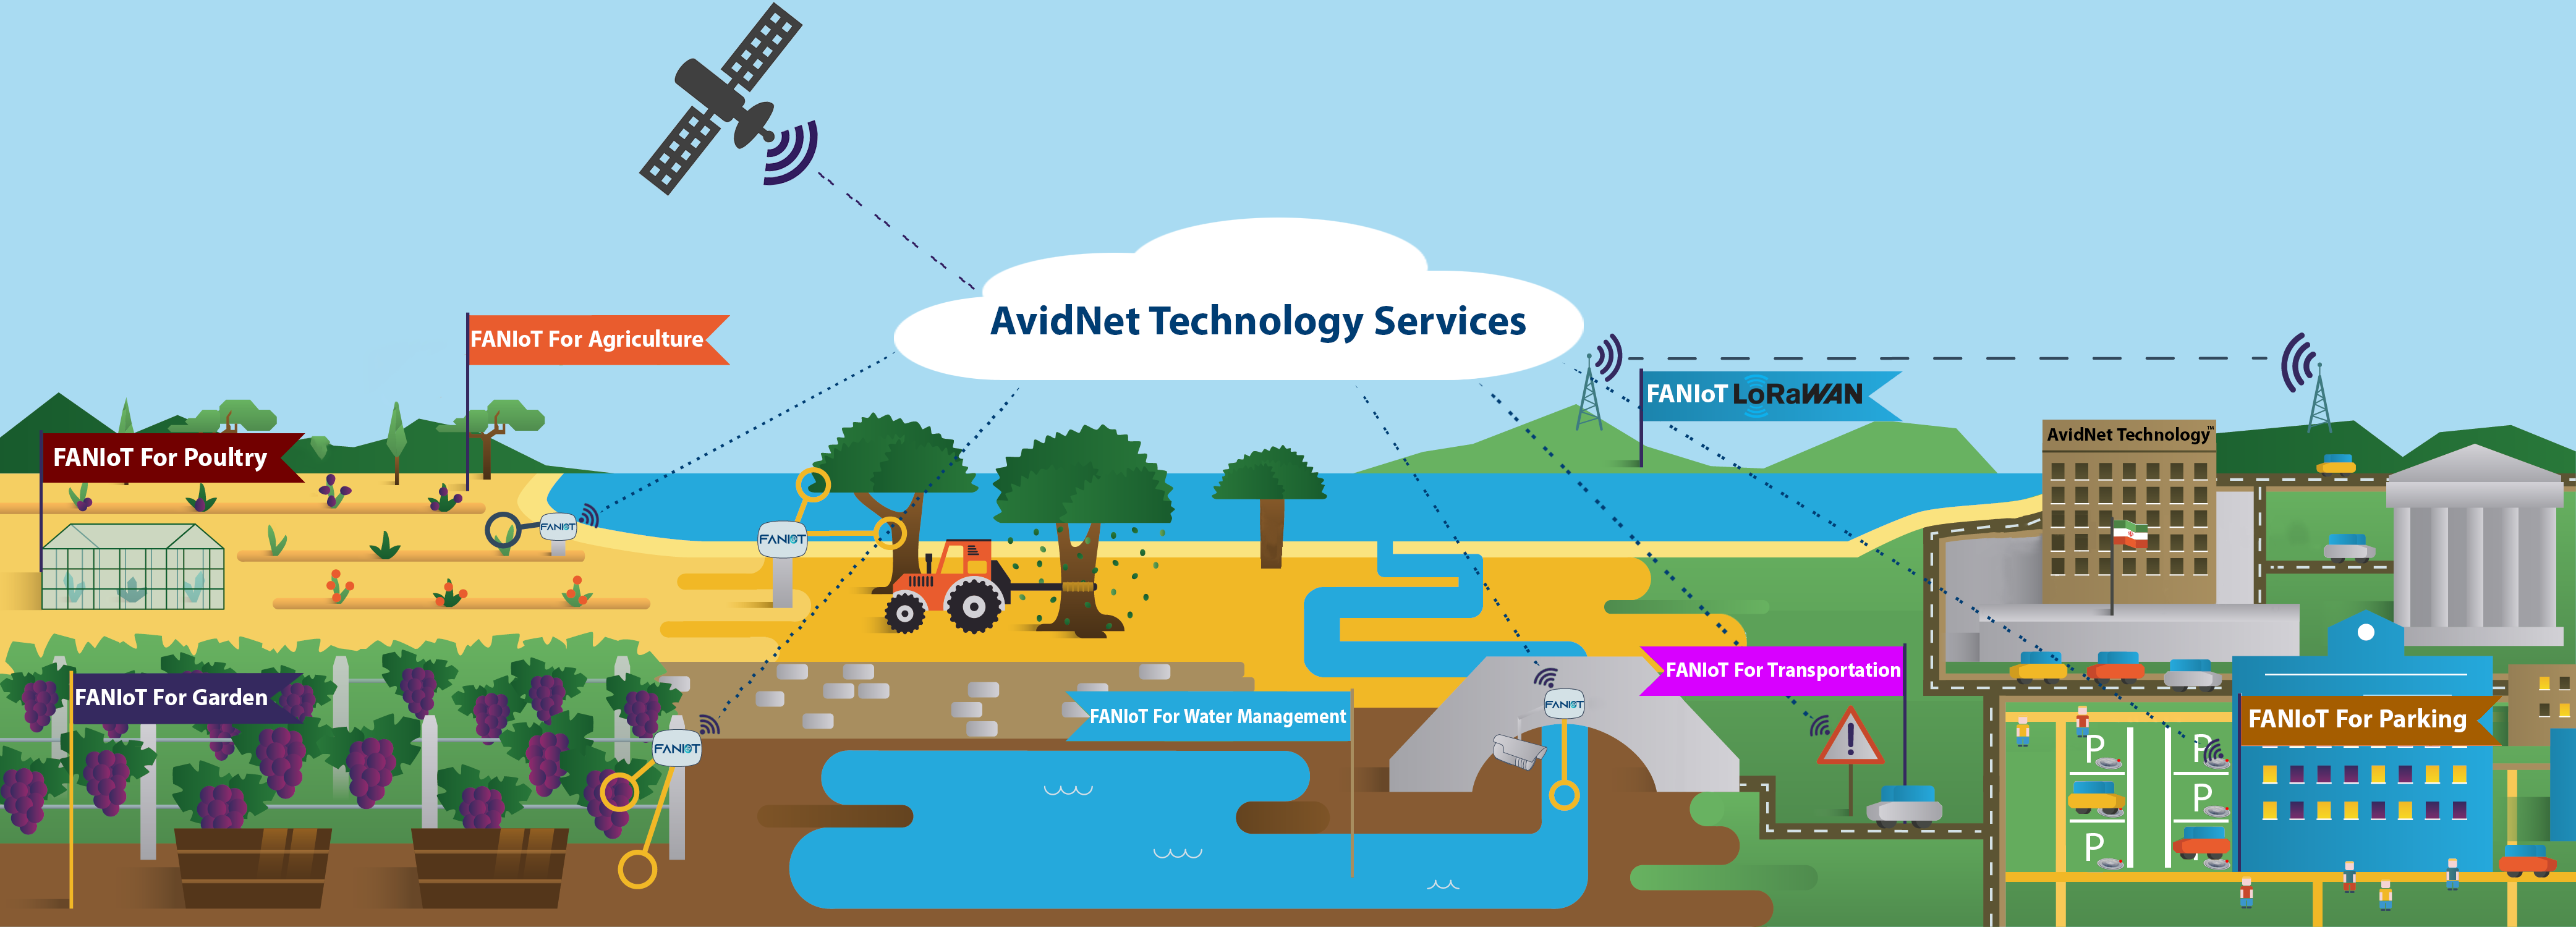 AvidNet Technology Services
FANIoT For Agriculture
FANIoT LoRaWAN
AvidNet Technology™
FANIoT For Poultry
FANIOT
FANIOT
FANIoT For Transportation
FANIoT For Garden
FANIOT
FANIoT For Water Management
FANIOT
FANIoT For Parking
P
P
P
P
P
P